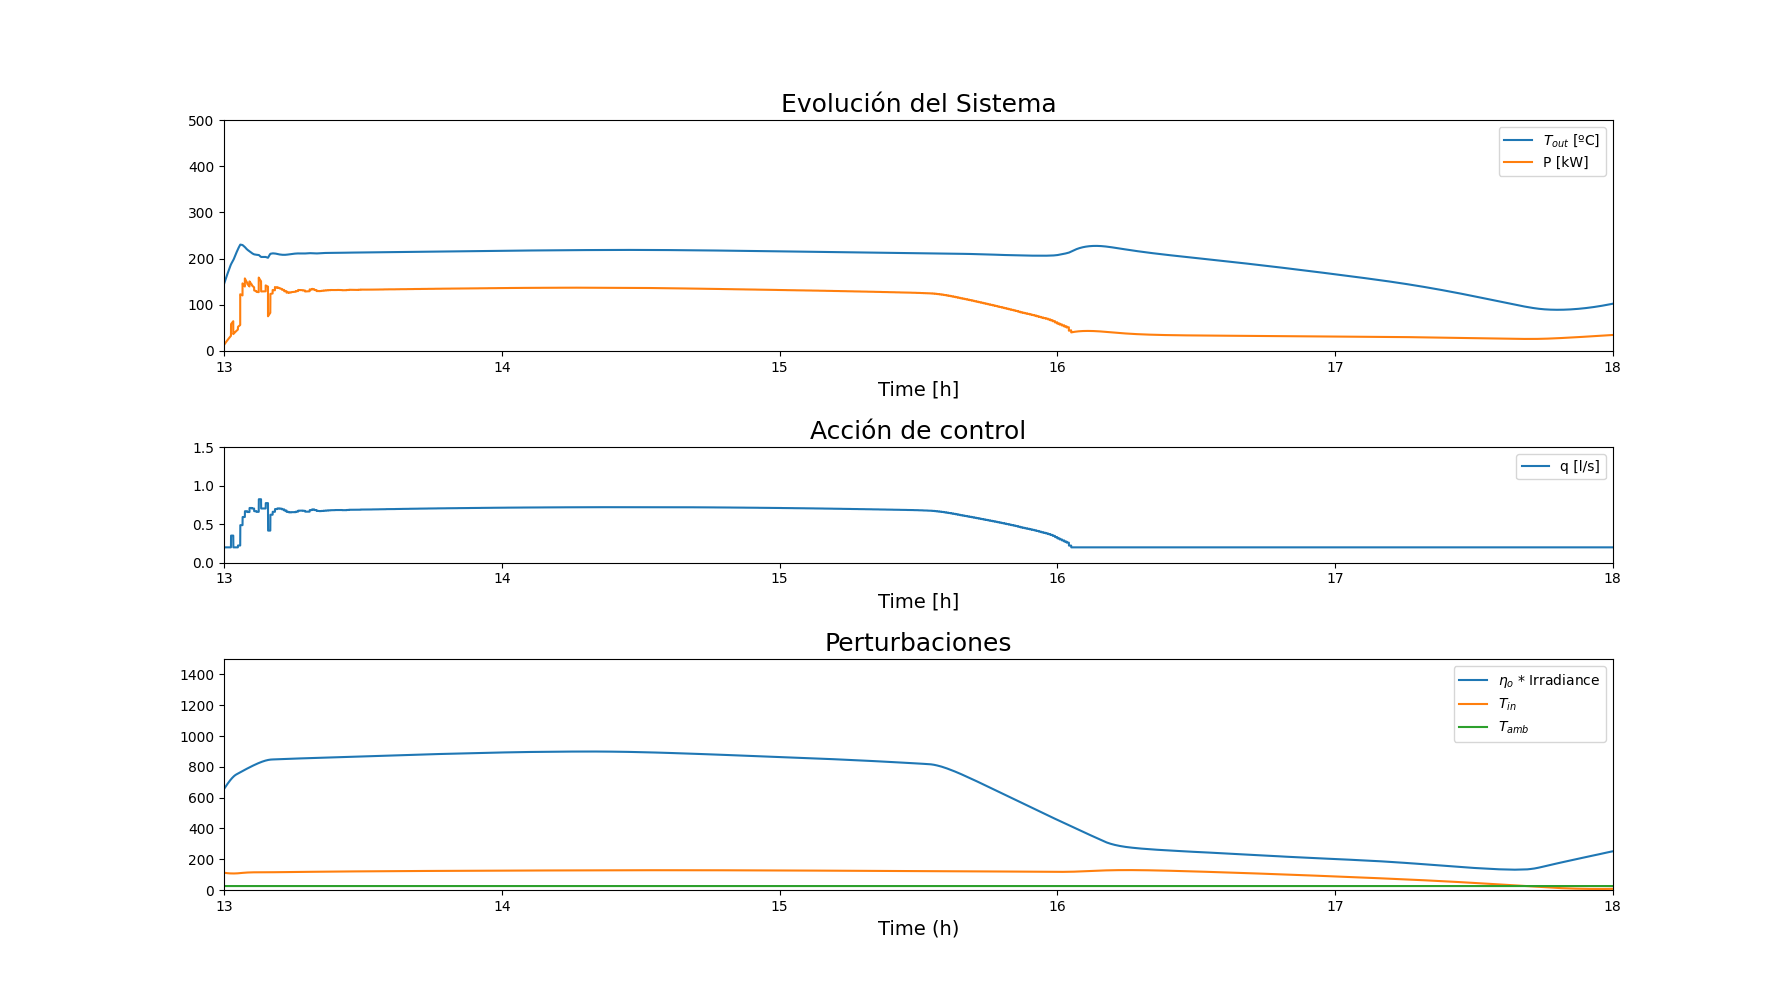 Evolución del Sistema
500
400
300
200
100
0
T_out [ºC]
P [kW]
13 14 15 16 17 18
Time [h]
Acción de control
1.5
1.0
0.5
0.0
q [l/s]
13 14 15 16 17 18
Time [h]
Perturbaciones
1400
1200
1000
800
600
400
200
0
η_o * Irradiance
T_in
T_amb
13 14 15 16 17 18
Time (h)